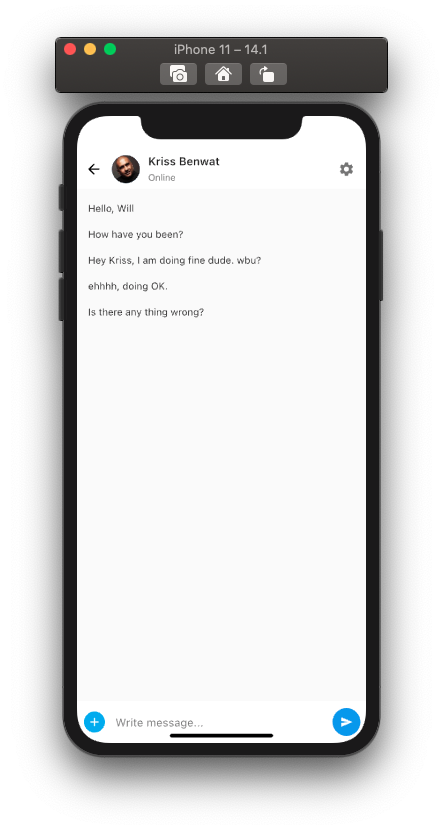 iPhone 11 – 14.1
Kriss Benwat
Online
Hello, Will
How have you been?
Hey Kriss, I am doing fine dude. wbu?
ehhhh, doing OK.
Is there any thing wrong?
Write message...